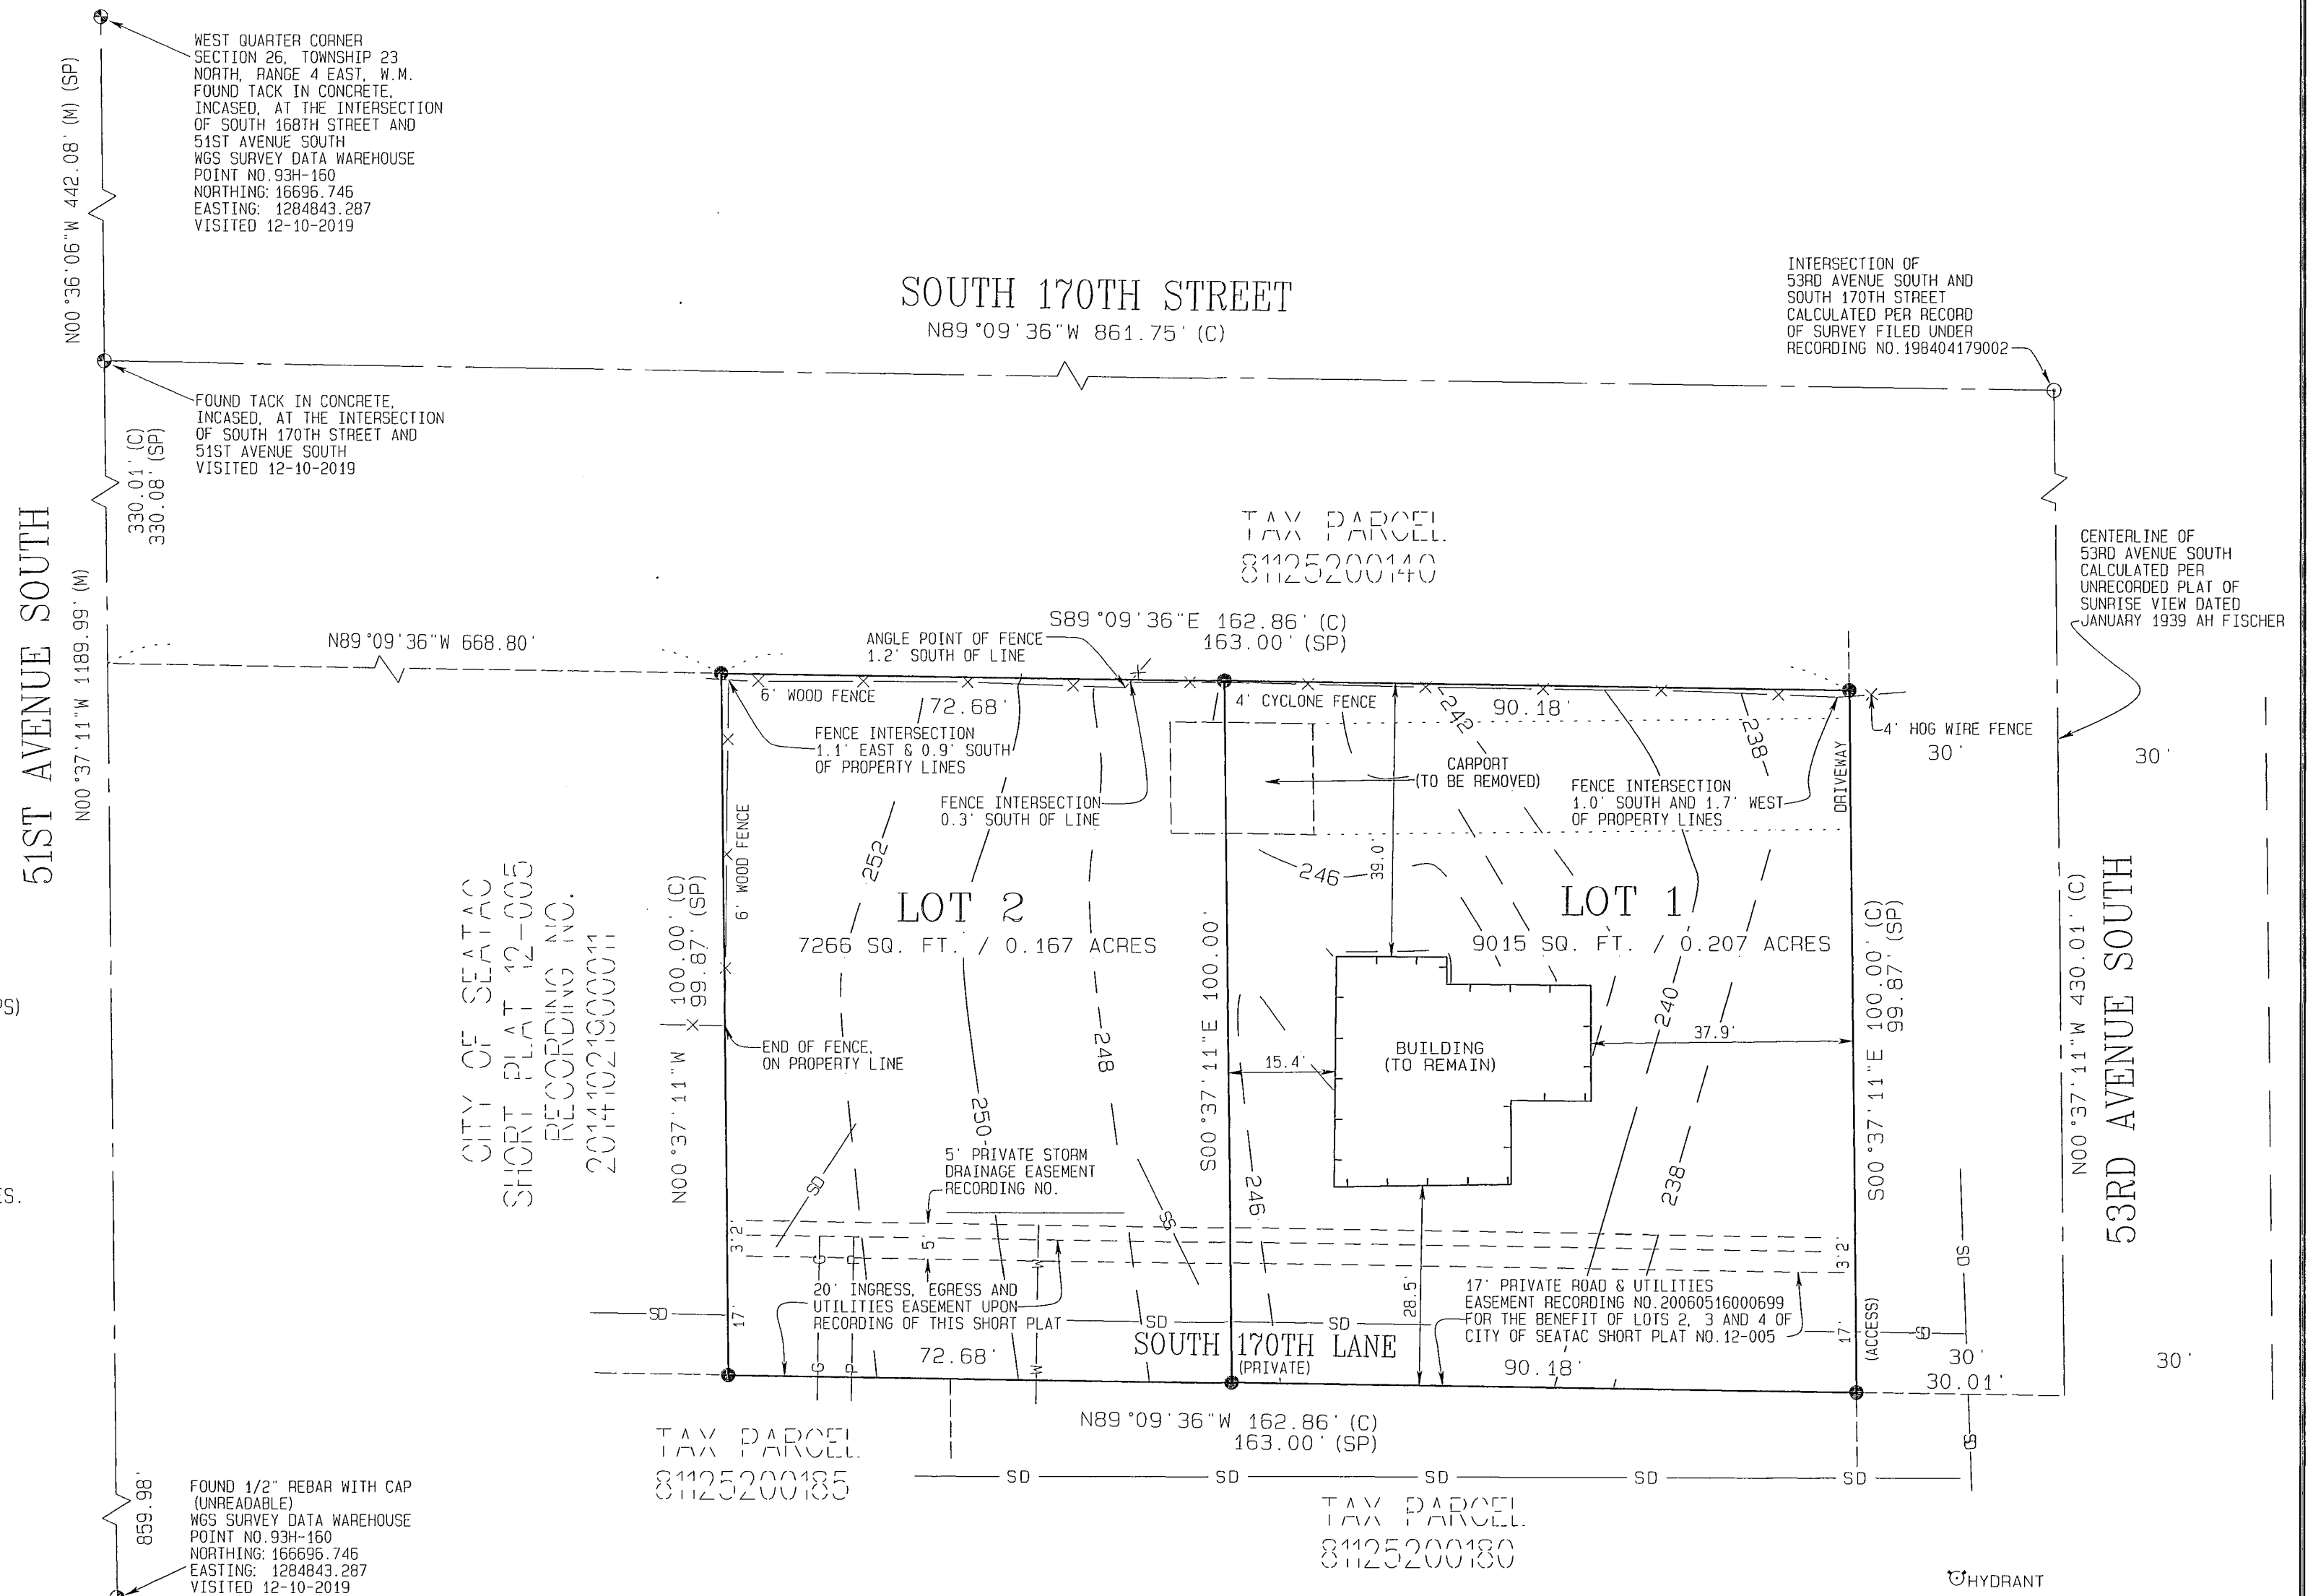 WEST QUARTER CORNER
SECTION 26, TOWNSHIP 23
NORTH, RANGE 4 EAST, W.M.
FOUND TACK IN CONCRETE,
INCASED, AT THE INTERSECTION
OF SOUTH 168TH STREET AND
51ST AVENUE SOUTH
WGS SURVEY DATA WAREHOUSE
POINT NO.93H-160
NORTHING: 16696.746
EASTING: 1284843.287
VISITED 12-10-2019
N00°36'06"W 442.08' (M) (SP)
SOUTH 170TH STREET
N89°09'36"W 861.75' (C)
INTERSECTION OF
53RD AVENUE SOUTH AND
SOUTH 170TH STREET
CALCULATED PER RECORD
OF SURVEY FILED UNDER
RECORDING NO.198404179002
FOUND TACK IN CONCRETE,
INCASED, AT THE INTERSECTION
OF SOUTH 170TH STREET AND
51ST AVENUE SOUTH
VISITED 12-10-2019
330.01' (C)
330.08' (SP)
51ST AVENUE SOUTH
N00°37'11"W 1189.99' (M)
TAX PARCEL
81125200140
CENTERLINE OF
53RD AVENUE SOUTH
CALCULATED PER
UNRECORDED PLAT OF
SUNRISE VIEW DATED
JANUARY 1939 AH FISCHER
N89°09'36"W 668.80'
S89°09'36"E 162.86' (C)
163.00' (SP)
ANGLE POINT OF FENCE
1.2' SOUTH OF LINE
6' WOOD FENCE
72.68'
4' CYCLONE FENCE
242
90.18'
238
4' HOG WIRE FENCE
30'
30'
FENCE INTERSECTION
1.1' EAST & 0.9' SOUTH
OF PROPERTY LINES
CARPORT
(TO BE REMOVED)
DRIVEWAY
FENCE INTERSECTION
0.3' SOUTH OF LINE
FENCE INTERSECTION
1.0' SOUTH AND 1.7' WEST
OF PROPERTY LINES
6' WOOD FENCE
252
246
39.0'
CITY OF SEATAC
SHORT PLAT 12-005
RECORDING NO.
20141021900011
N00°37'11"W 100.00' (C)
99.87' (SP)
LOT 2
7266 SQ. FT. / 0.167 ACRES
LOT 1
9015 SQ. FT. / 0.207 ACRES
S00°37'11"E 100.00'
S00°37'11"E 100.00' (C)
99.87' (SP)
N00°37'11"W 430.01' (C)
53RD AVENUE SOUTH
PS)
ES.
END OF FENCE,
ON PROPERTY LINE
248
240
37.9'
15.4'
BUILDING
(TO REMAIN)
250
5' PRIVATE STORM
DRAINAGE EASEMENT
RECORDING NO.
SD
SS
246
238
3.2'
5'
3.2'
G
P
W
20' INGRESS, EGRESS AND
UTILITIES EASEMENT UPON
RECORDING OF THIS SHORT PLAT
28.5'
17' PRIVATE ROAD & UTILITIES
EASEMENT RECORDING NO.20060516000699
FOR THE BENEFIT OF LOTS 2, 3 AND 4 OF
CITY OF SEATAC SHORT PLAT NO.12-005
SD
17'
SD
SD
17'
(ACCESS)
SD
SD
SOUTH 170TH LANE
(PRIVATE)
G
P
W
72.68'
90.18'
30'
30'
30.01'
N89°09'36"W 162.86' (C)
163.00' (SP)
TAX PARCEL
81125200185
SD
SD
SD
SD
SD
SD
TAX PARCEL
81125200180
859.98'
FOUND 1/2" REBAR WITH CAP
(UNREADABLE)
WGS SURVEY DATA WAREHOUSE
POINT NO.93H-160
NORTHING: 166696.746
EASTING: 1284843.287
VISITED 12-10-2019
HYDRANT